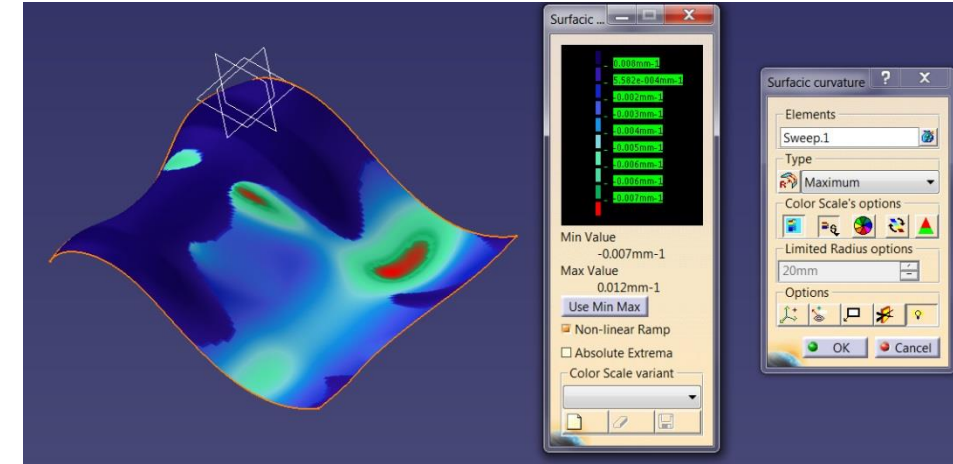 Surfacic ...
0.008mm-1
5.582e-004mm-1
-0.002mm-1
-0.003mm-1
-0.004mm-1
-0.005mm-1
-0.006mm-1
-0.006mm-1
-0.007mm-1
Min Value
-0.007mm-1
Max Value
0.012mm-1
Use Min Max
Non-linear Ramp
Absolute Extrema
Color Scale variant
Surfacic curvature ? X
Elements
Sweep.1
Type
Maximum
Color Scale's options
Limited Radius options
20mm
Options
OK Cancel